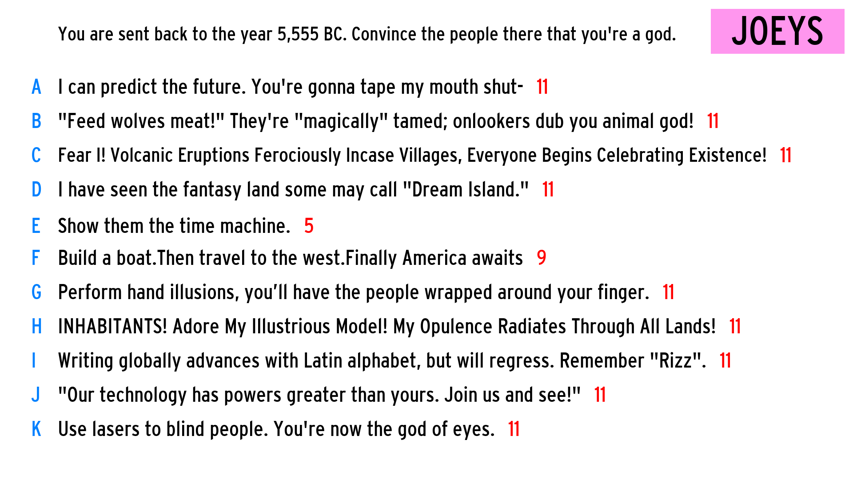 You are sent back to the year 5,555 BC. Convince the people there that you're a god.
JOEYS
A I can predict the future. You're gonna tape my mouth shut- 11
B "Feed wolves meat!" They're "magically" tamed; onlookers dub you animal god! 11
C Fear I! Volcanic Eruptions Ferociously Incase Villages, Everyone Begins Celebrating Existence! 11
D I have seen the fantasy land some may call "Dream Island." 11
E Show them the time machine. 5
F Build a boat.Then travel to the west.Finally America awaits 9
G Perform hand illusions, you’ll have the people wrapped around your finger. 11
H INHABITANTS! Adore My Illustrious Model! My Opulence Radiates Through All Lands! 11
I Writing globally advances with Latin alphabet, but will regress. Remember "Rizz". 11
J "Our technology has powers greater than yours. Join us and see!" 11
K Use lasers to blind people. You're now the god of eyes. 11